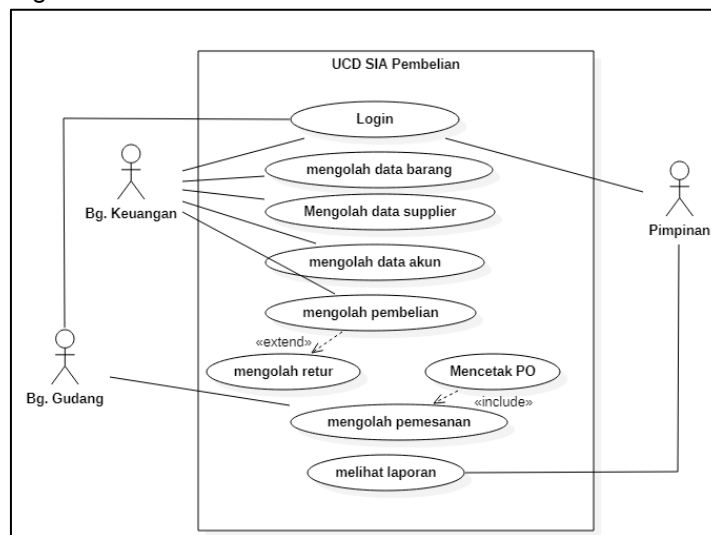 UCD SIA Pembelian
Login
mengolah data barang
Bg. Keuangan
Mengolah data supplier
Pimpinan
mengolah data akun
mengolah pembelian
«extend»
mengolah retur
Mencetak PO
Bg. Gudang
«include»
mengolah pemesanan
melihat laporan